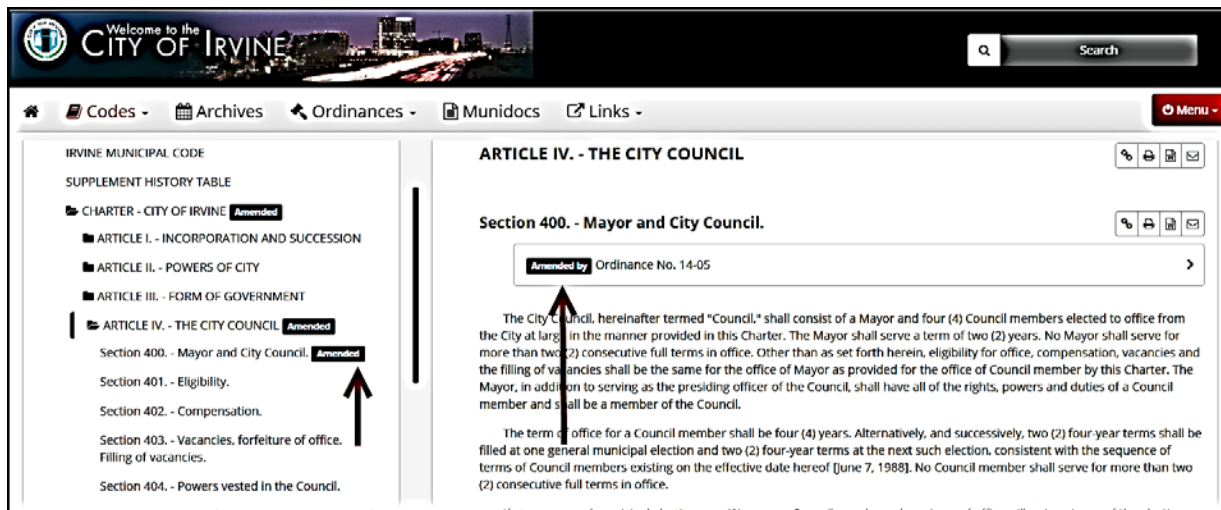 Welcome to the
CITY OF IRVINE
Search
Codes
Archives
Ordinances
Munidocs
Links
Menu
IRVINE MUNICIPAL CODE
SUPPLEMENT HISTORY TABLE
CHARTER - CITY OF IRVINE Amended
ARTICLE I. - INCORPORATION AND SUCCESSION
ARTICLE II. - POWERS OF CITY
ARTICLE III. - FORM OF GOVERNMENT
ARTICLE IV. - THE CITY COUNCIL Amended
Section 400. - Mayor and City Council. Amended
Section 401. - Eligibility.
Section 402. - Compensation.
Section 403. - Vacancies, forfeiture of office.
Filling of vacancies.
Section 404. - Powers vested in the Council.
ARTICLE IV. - THE CITY COUNCIL
Section 400. - Mayor and City Council.
Amended by Ordinance No. 14-05
The City Council, hereinafter termed "Council," shall consist of a Mayor and four (4) Council members elected to office from
the City at large in the manner provided in this Charter. The Mayor shall serve a term of two (2) years. No Mayor shall serve for
more than two (2) consecutive full terms in office. Other than as set forth herein, eligibility for office, compensation, vacancies and
the filling of vacancies shall be the same for the office of Mayor as provided for the office of Council member by this Charter. The
Mayor, in addition to serving as the presiding officer of the Council, shall have all of the rights, powers and duties of a Council
member and shall be a member of the Council.
The term of office for a Council member shall be four (4) years. Alternatively, and successively, two (2) four-year terms shall be
filled at one general municipal election and two (2) four-year terms at the next such election, consistent with the sequence of
terms of Council members existing on the effective date hereof [June 7, 1988]. No Council member shall serve for more than two
(2) consecutive full terms in office.